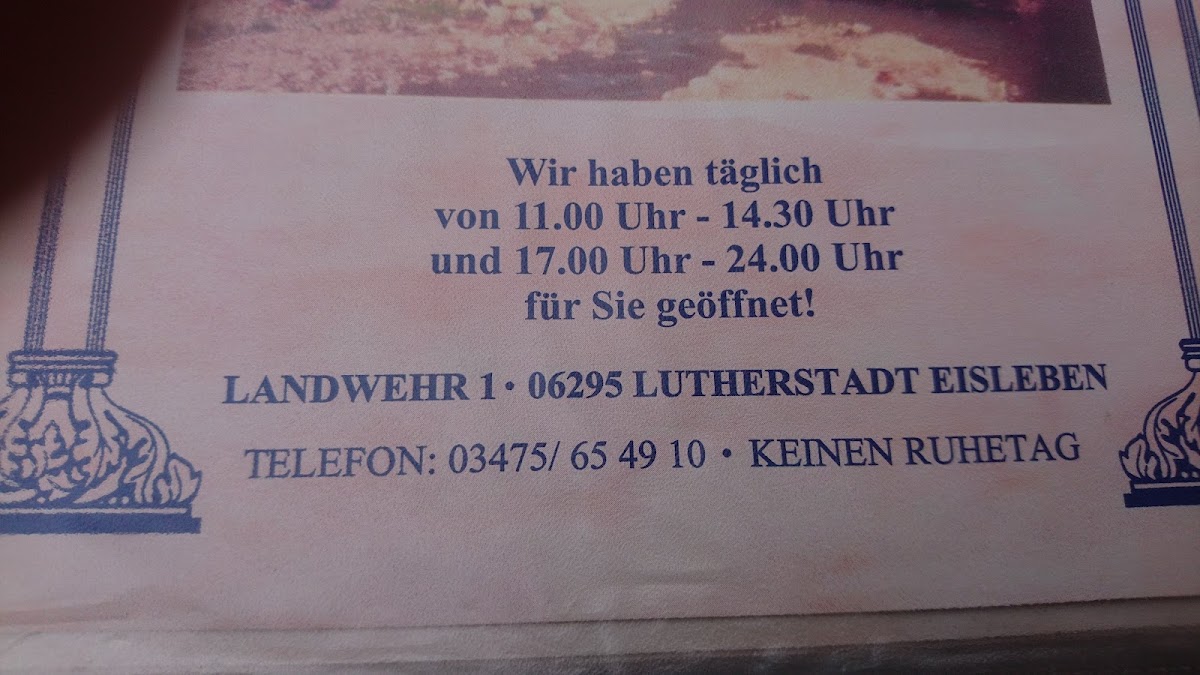 Wir haben täglich
von 11.00 Uhr - 14.30 Uhr
und 17.00 Uhr - 24.00 Uhr
für Sie geöffnet!
LANDWEHR 1 • 06295 LUTHERSTADT EISLEBEN
TELEFON: 03475/ 65 49 10 • KEINEN RUHETAG